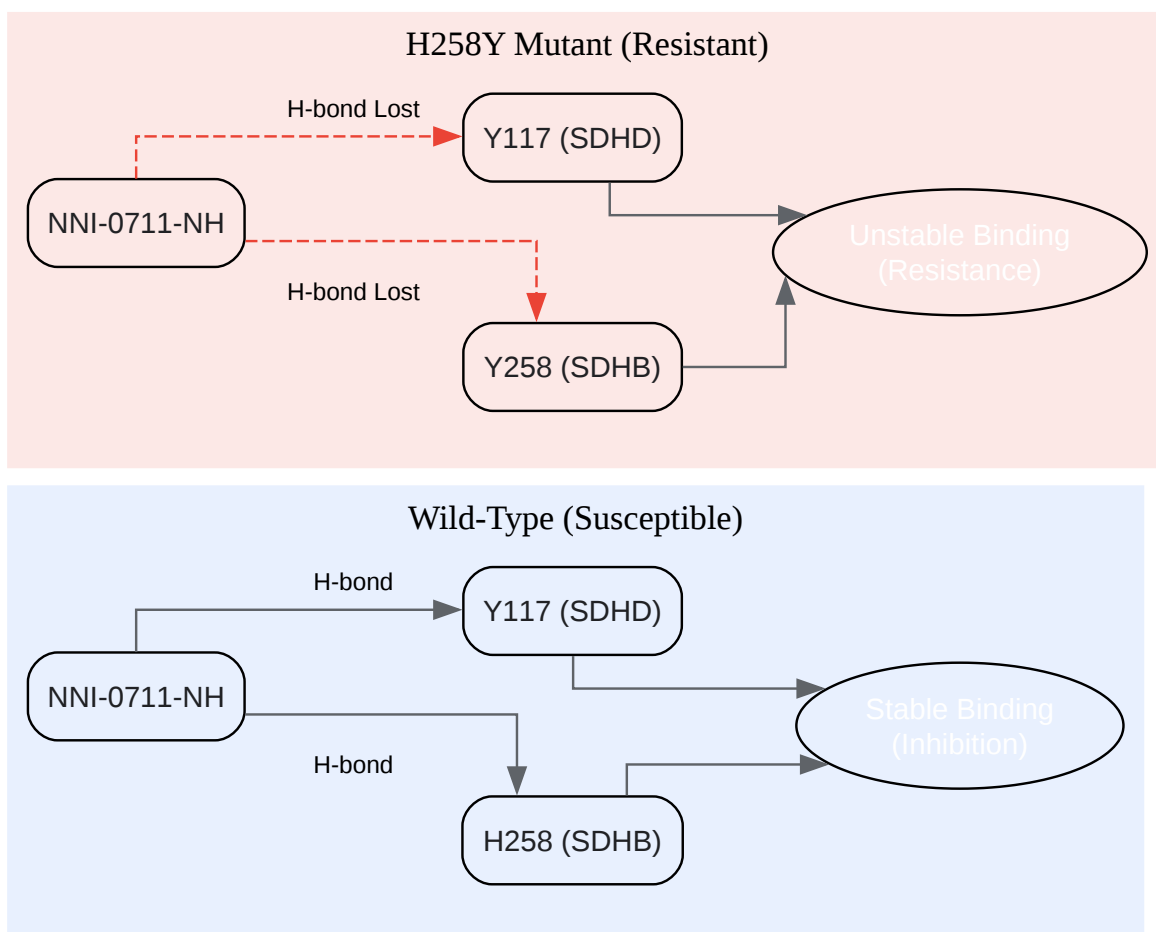 H258Y Mutant (Resistant)
H-bond Lost
Y117 (SDHD)
NNI-0711-NH
Unstable Binding
(Resistance)
H-bond Lost
Y258 (SDHB)
Wild-Type (Susceptible)
H-bond
Y117 (SDHD)
NNI-0711-NH
Stable Binding
(Inhibition)
H-bond
H258 (SDHB)